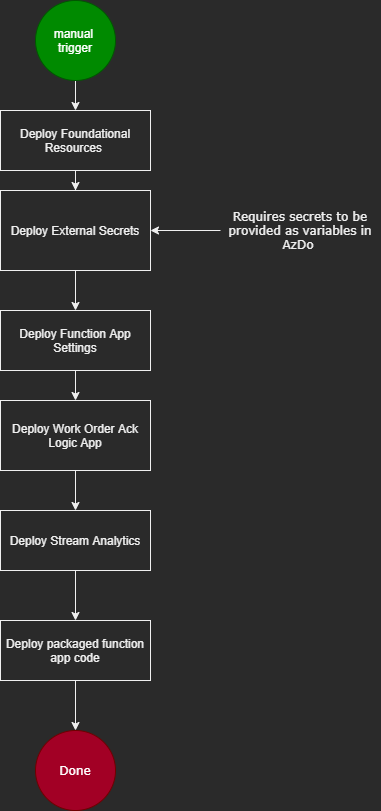 manual
trigger
Deploy Foundational
Resources
Deploy External Secrets
Requires secrets to be
provided as variables in
AzDo
Deploy Function App
Settings
Deploy Work Order Ack
Logic App
Deploy Stream Analytics
Deploy packaged function
app code
Done